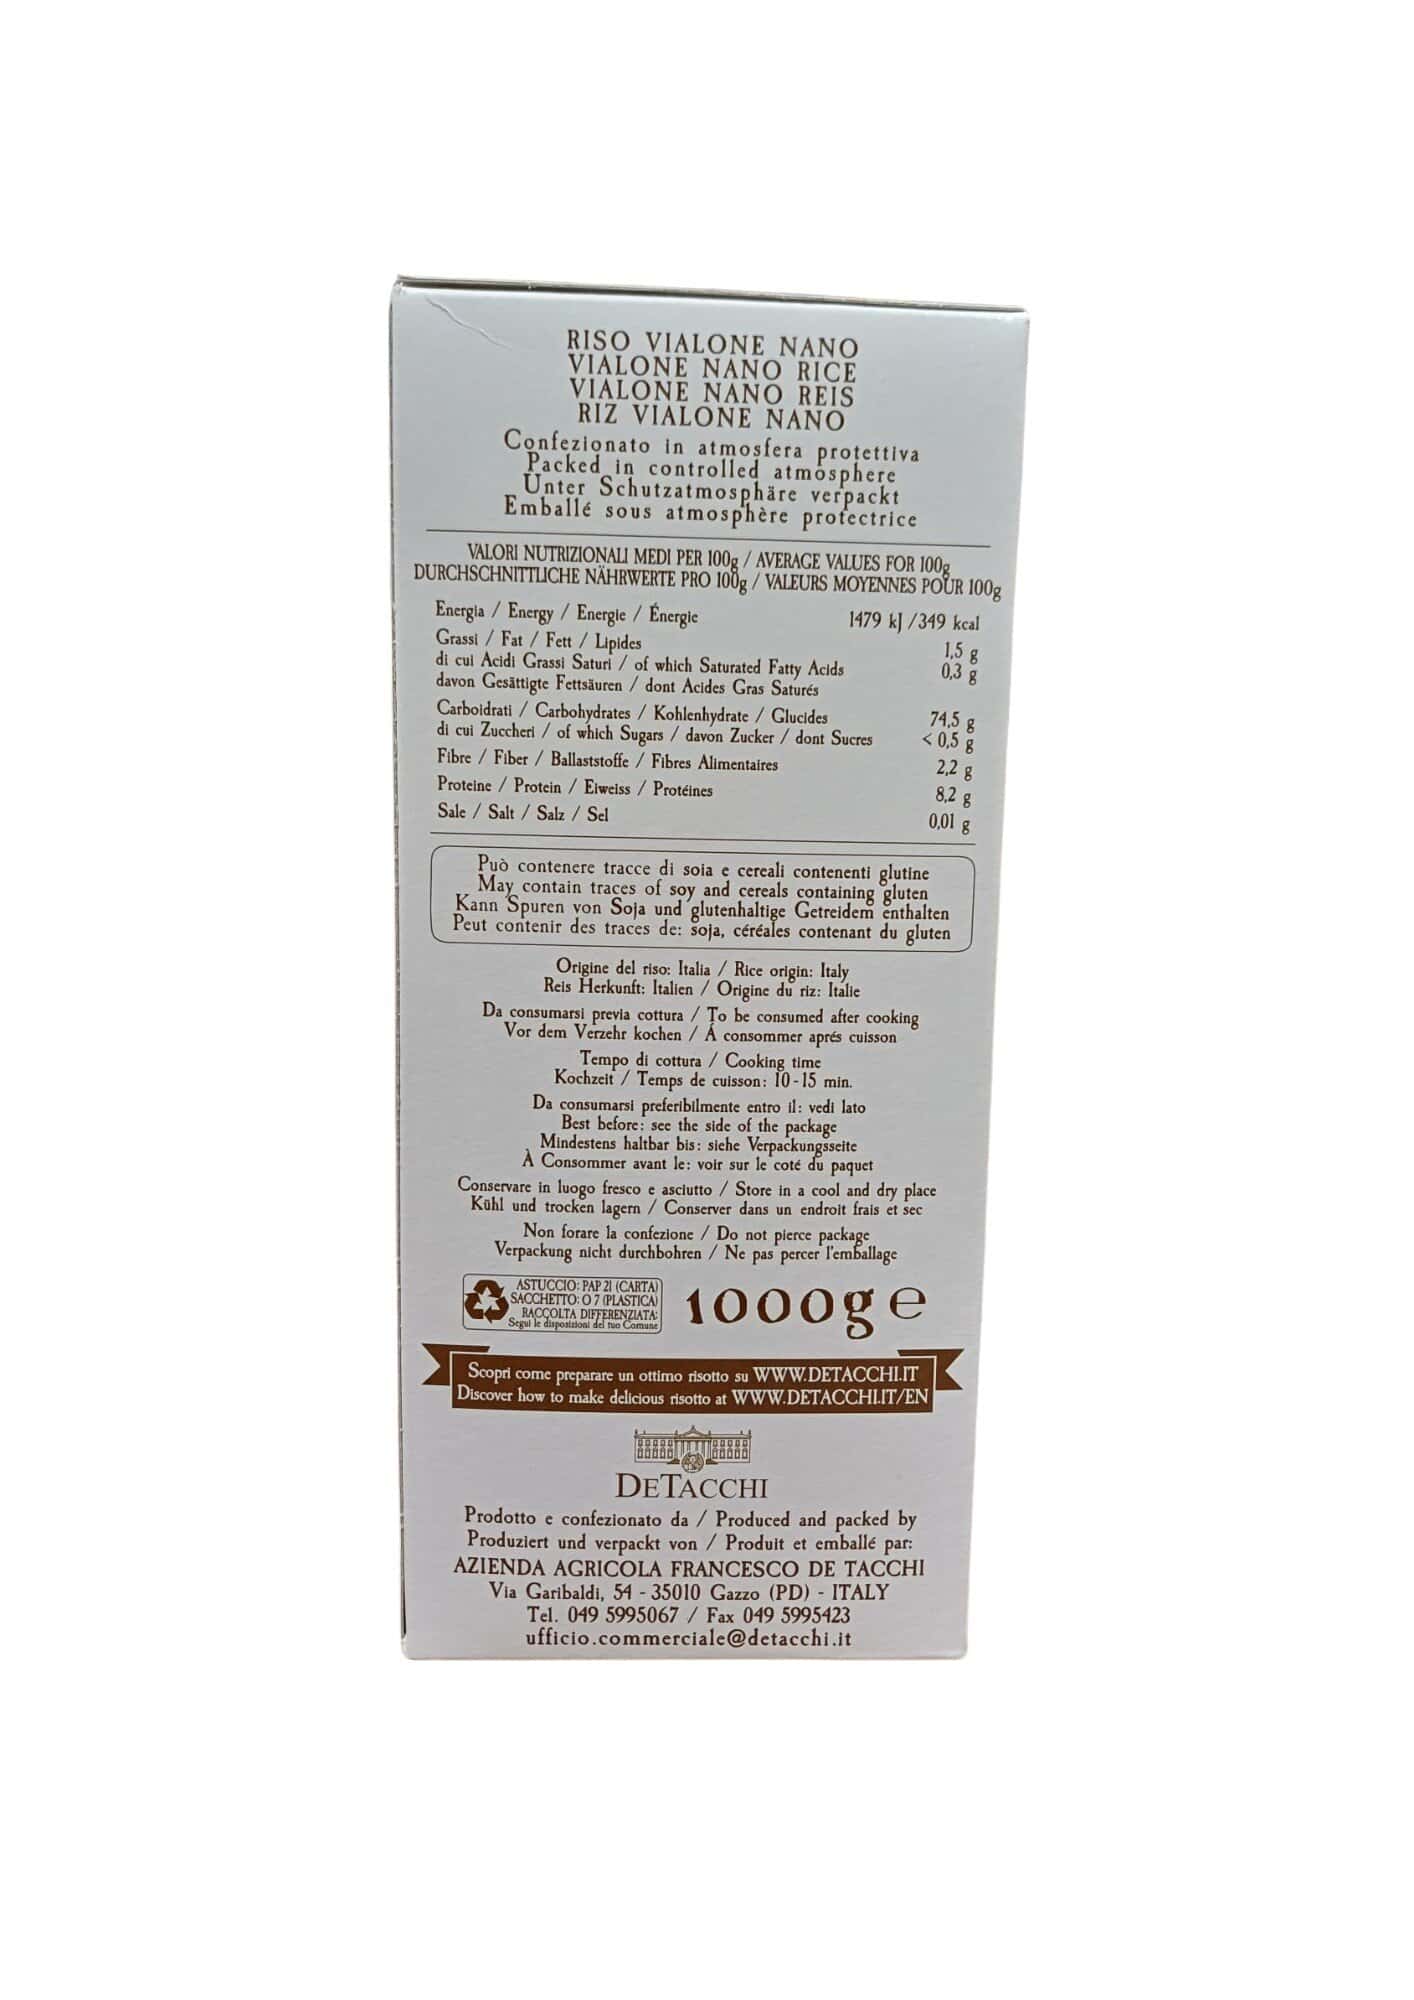 RISO VIALONE NANO
VIALONE NANO RICE
VIALONE NANO REIS
RIZ VIALONE NANO
Confezionato in atmosfera protettiva
Packed in controlled atmosphere
Unter Schutzatmosphäre verpackt
Emballé sous atmosphère protectrice
VALORI NUTRIZIONALI MEDI PER 100g / AVERAGE VALUES FOR 100g
DURCHSCHNITTLICHE NÄHRWERTE PRO 100g / VALEURS MOYENNES POUR 100g
Energia / Energy / Energie / Énergie 1479 kJ /349 kcal
Grassi / Fat / Fett / Lipides 1,5 g
di cui Acidi Grassi Saturi / of which Saturated Fatty Acids 0,3 g
davon Gesättigte Fettsäuren / dont Acides Gras Saturés
Carboidrati / Carbohydrates / Kohlenhydrate / Glucides 74,5 g
di cui Zuccheri / of which Sugars / davon Zucker / dont Sucres < 0,5 g
Fibre / Fiber / Ballaststoffe / Fibres Alimentaires 2,2 g
Proteine / Protein / Eiweiss / Protéines 8,2 g
Sale / Salt / Salz / Sel 0,01 g
Può contenere tracce di soia e cereali contenenti glutine
May contain traces of soy and cereals containing gluten
Kann Spuren von Soja und glutenhaltige Getreidem enthalten
Peut contenir des traces de: soja, céréales contenant du gluten
Origine del riso: Italia / Rice origin: Italy
Reis Herkunft: Italien / Origine du riz: Italie
Da consumarsi previa cottura / To be consumed after cooking
Vor dem Verzehr kochen / Á consommer aprés cuisson
Tempo di cottura / Cooking time
Kochzeit / Temps de cuisson: 10-15 min.
Da consumarsi preferibilmente entro il: vedi lato
Best before: see the side of the package
Mindestens haltbar bis: siehe Verpackungsseite
À Consommer avant le: voir sur le coté du paquet
Conservare in luogo fresco e asciutto / Store in a cool and dry place
Kühl und trocken lagern / Conserver dans un endroit frais et sec
Non forare la confezione / Do not pierce package
Verpackung nicht durchbohren / Ne pas percer l'emballage
ASTUCCIO: PAP 21 (CARTA)
SACCHETTO: O 7 (PLASTICA)
RACCOLTA DIFFERENZIATA:
Segui le disposizioni del tuo Comune
1000g e
Scopri come preparare un ottimo risotto su WWW.DETACCHI.IT
Discover how to make delicious risotto at WWW.DETACCHI.IT/EN
DETACCHI
Prodotto e confezionato da / Produced and packed by
Produziert und verpackt von / Produit et emballé par:
AZIENDA AGRICOLA FRANCESCO DE TACCHI
Via Garibaldi, 54 - 35010 Gazzo (PD) - ITALY
Tel. 049 5995067 / Fax 049 5995423
ufficio.commerciale@detacchi.it